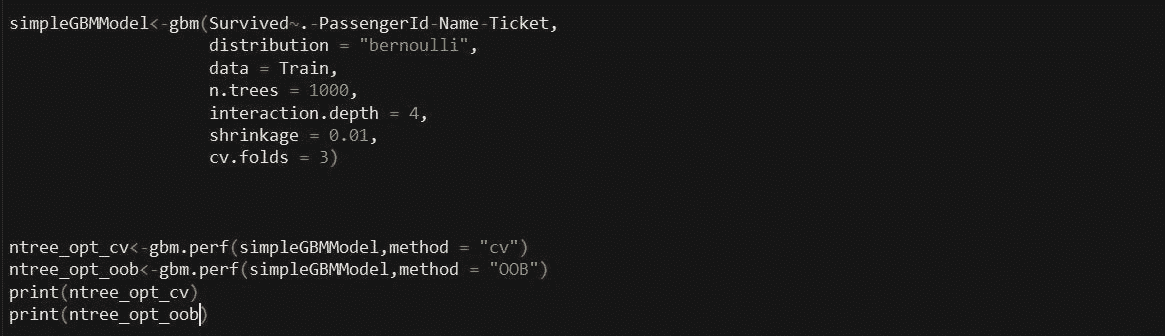 simpleGBMModel<-gbm(Survived~.-PassengerId-Name-Ticket,
distribution = "bernoulli",
data = Train,
n.trees = 1000,
interaction.depth = 4,
shrinkage = 0.01,
cv.folds = 3)
ntree_opt_cv<-gbm.perf(simpleGBMModel,method = "cv")
ntree_opt_oob<-gbm.perf(simpleGBMModel,method = "OOB")
print(ntree_opt_cv)
print(ntree_opt_oob)